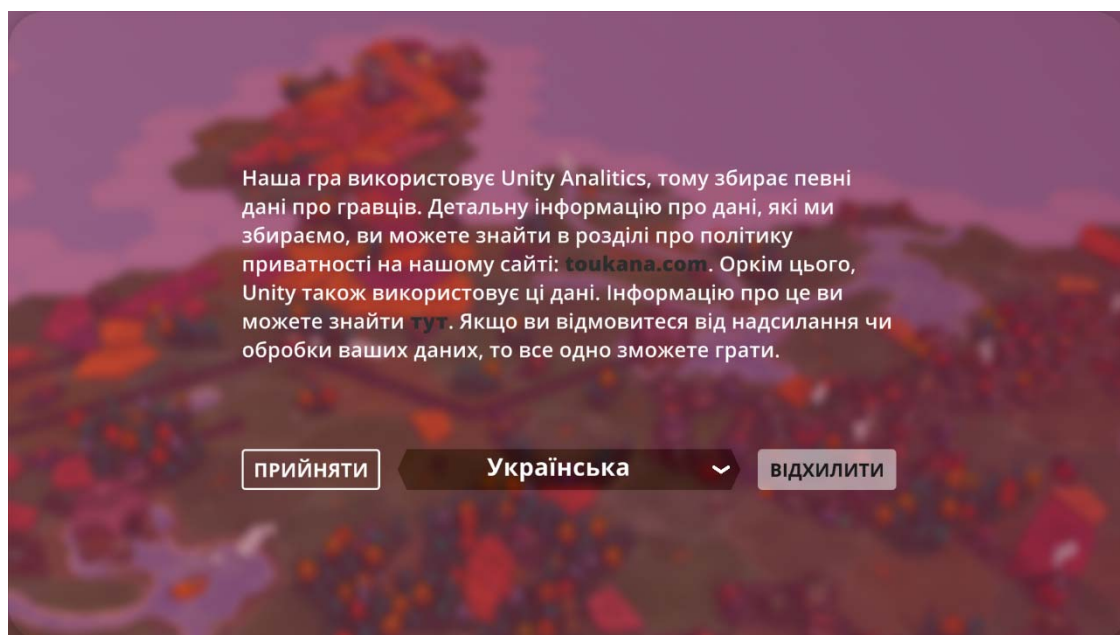 Наша гра використовує Unity Analitics, тому збирає певні
дані про гравців. Детальну інформацію про дані, які ми
збираємо, ви можете знайти в розділі про політику
приватності на нашому сайті: toukana.com. Оркім цього,
Unity також використовує ці дані. Інформацію про це ви
можете знайти тут. Якщо ви відмовитеся від надсилання чи
обробки ваших даних, то все одно зможете грати.
ПРИЙНЯТИ
Українська
ВІДХИЛИТИ